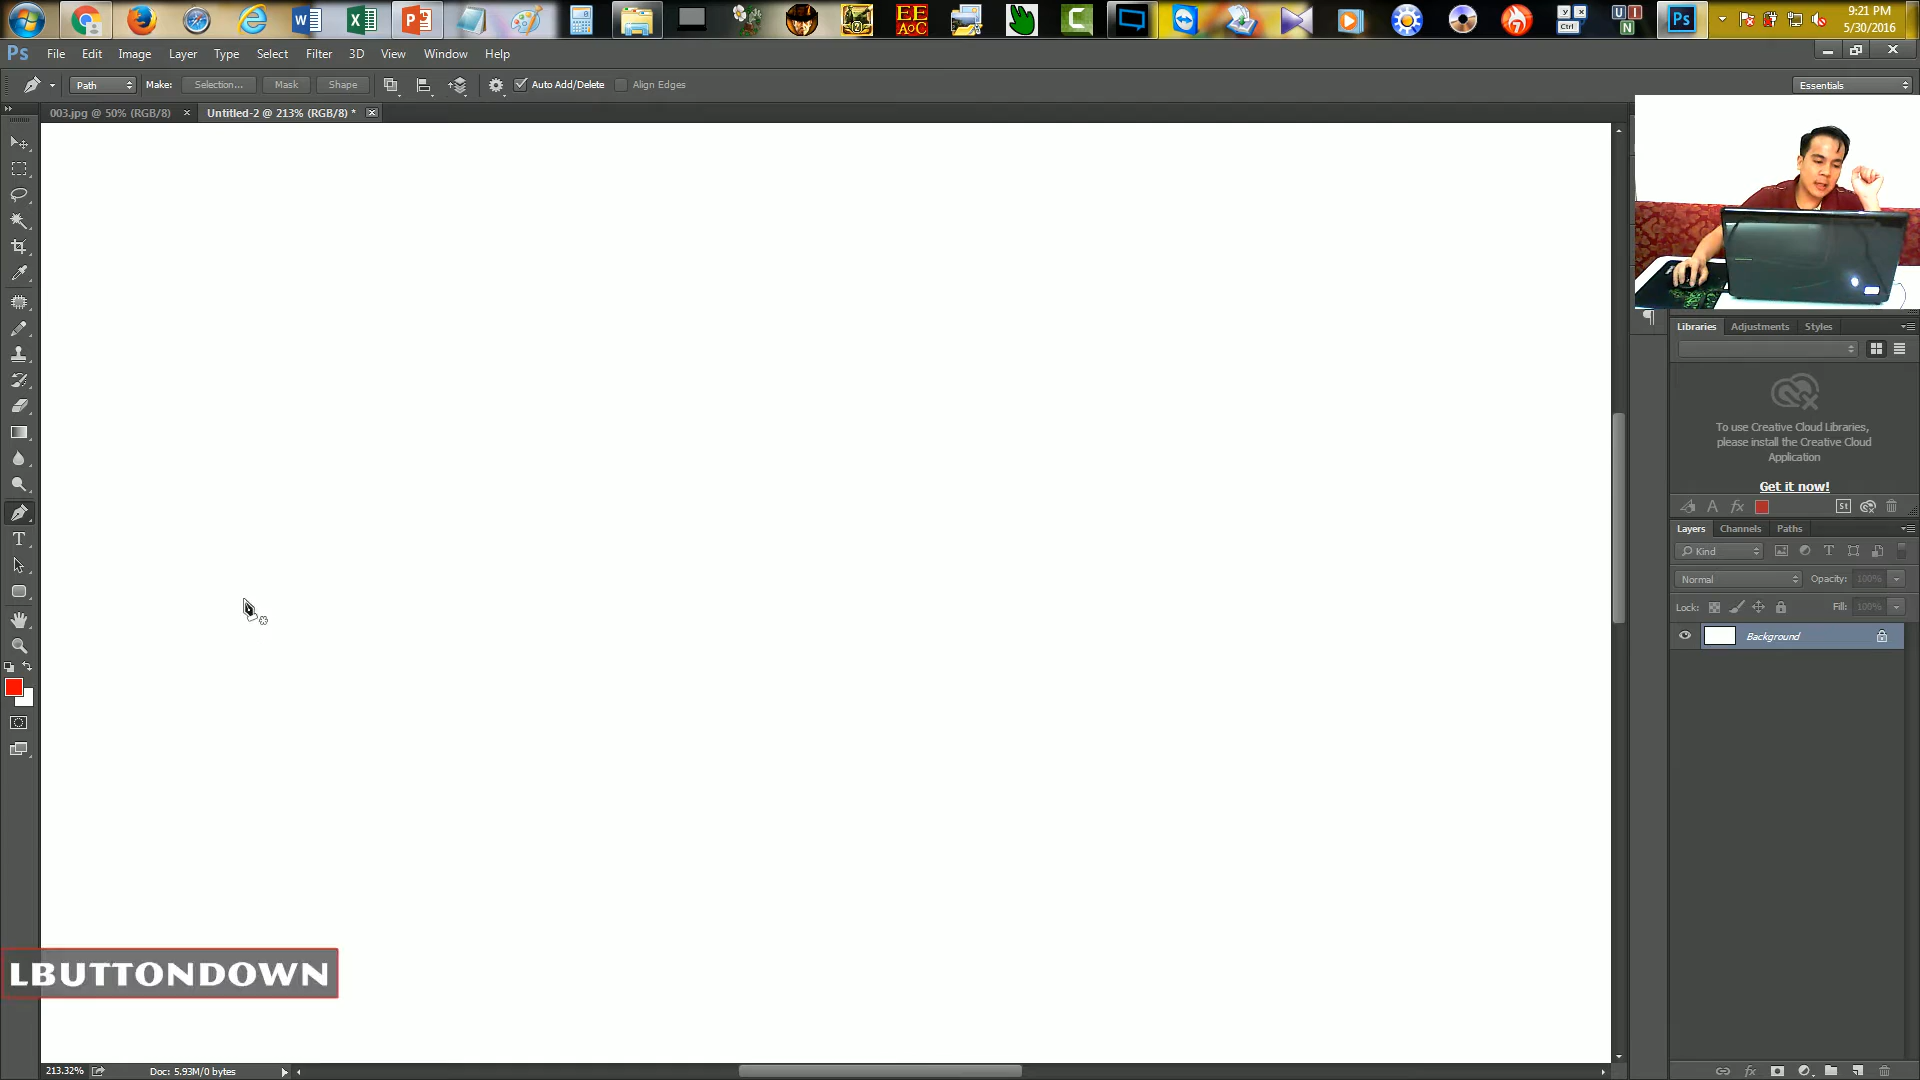 9:21 PM
5/30/2016
Ps File Edit Image Layer Type Select Filter 3D View Window Help
Path Make: Selection... Mask Shape Auto Add/Delete Align Edges Essentials
003.jpg @ 50% (RGB/8) × Untitled-2 @ 213% (RGB/8) * ×
Libraries Adjustments Styles
To use Creative Cloud Libraries,
please install the Creative Cloud
Application
Get it now!
Layers Channels Paths
Kind
Normal Opacity: 100%
Lock: Fill: 100%
Background
LBUTTONDOWN
213.32% Doc: 5.93M/0 bytes